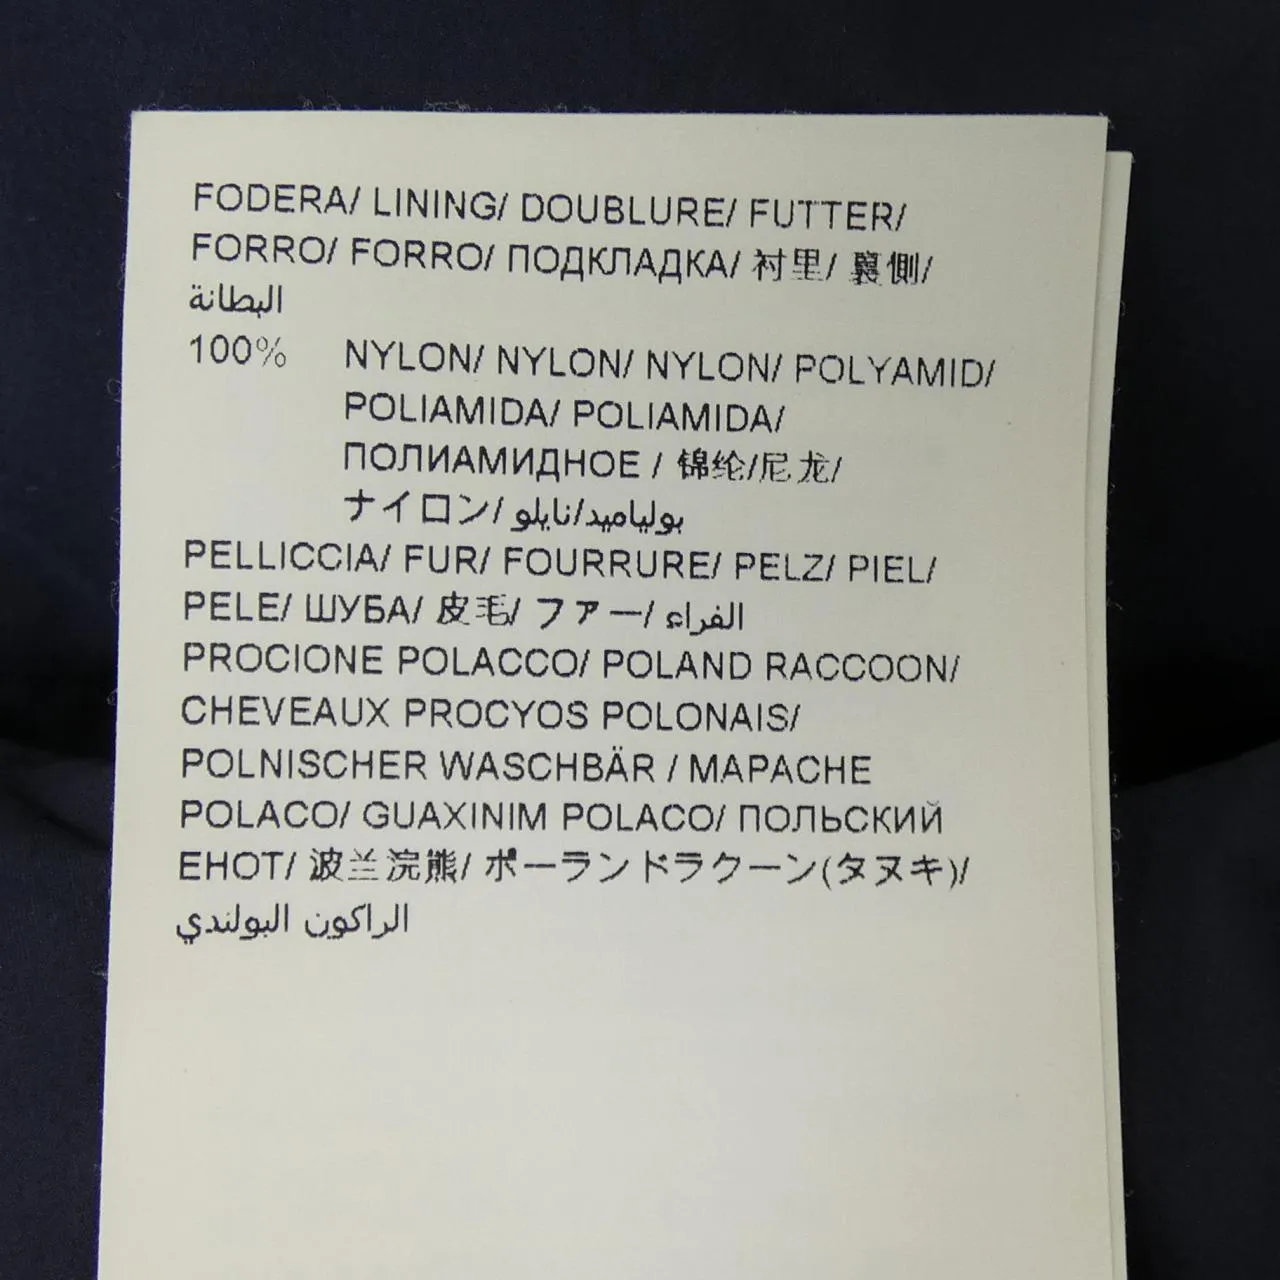 FODERA/ LINING/ DOUBLURE/ FUTTER/
FORRO/ FORRO/ ПОДКЛАДКА/ 衬里/ 裏側/
البطانة
100% NYLON/ NYLON/ NYLON/ POLYAMID/
POLIAMIDA/ POLIAMIDA/
ПОЛИАМИДНОЕ / 锦纶/尼龙/
ナイロン/ بولياميد/نايلو
PELLICCIA/ FUR/ FOURRURE/ PELZ/ PIEL/
PELE/ ШУБА/ 皮毛/ ファー/ الفراء
PROCIONE POLACCO/ POLAND RACCOON/
CHEVEAUX PROCYOS POLONAIS/
POLNISCHER WASCHBÄR / MAPACHE
POLACO/ GUAXINIM POLACO/ ПОЛЬСКИЙ
ЕНОТ/ 波兰浣熊/ ポーランドラクーン(タヌキ)/
الراكون البولندي